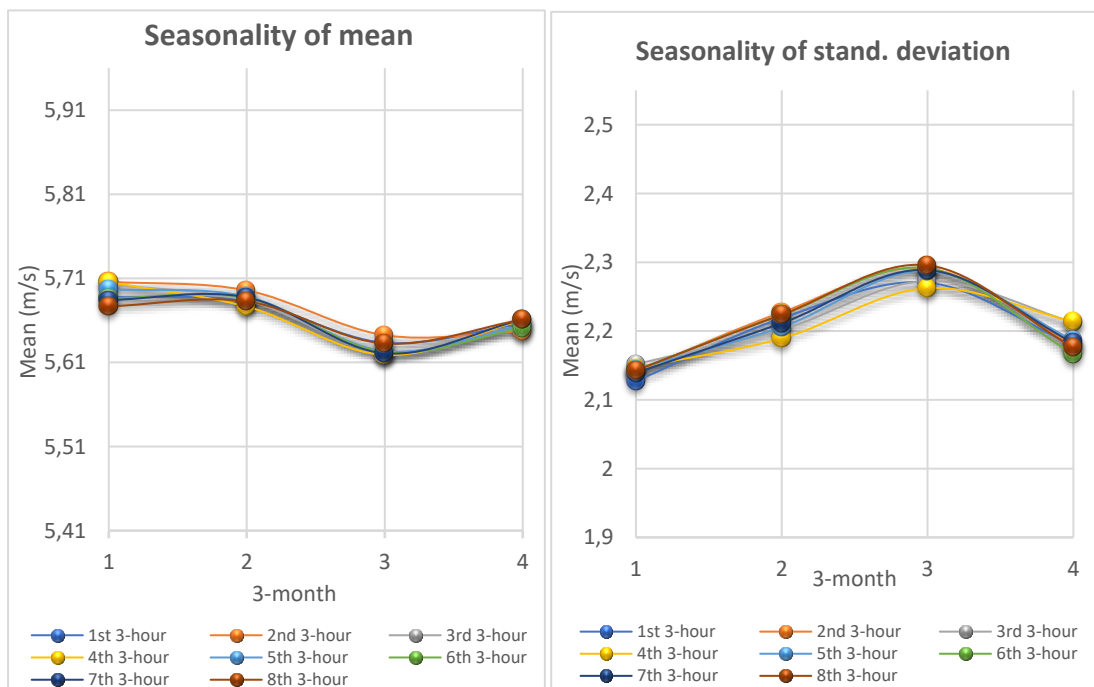 Seasonality of mean
5,91
5,81
5,71
5,61
5,51
5,41
Mean (m/s)
1 2 3 4
3-month
1st 3-hour 2nd 3-hour 3rd 3-hour
4th 3-hour 5th 3-hour 6th 3-hour
7th 3-hour 8th 3-hour
Seasonality of stand. deviation
2,5
2,4
2,3
2,2
2,1
2
1,9
Mean (m/s)
1 2 3 4
3-month
1st 3-hour 2nd 3-hour 3rd 3-hour
4th 3-hour 5th 3-hour 6th 3-hour
7th 3-hour 8th 3-hour